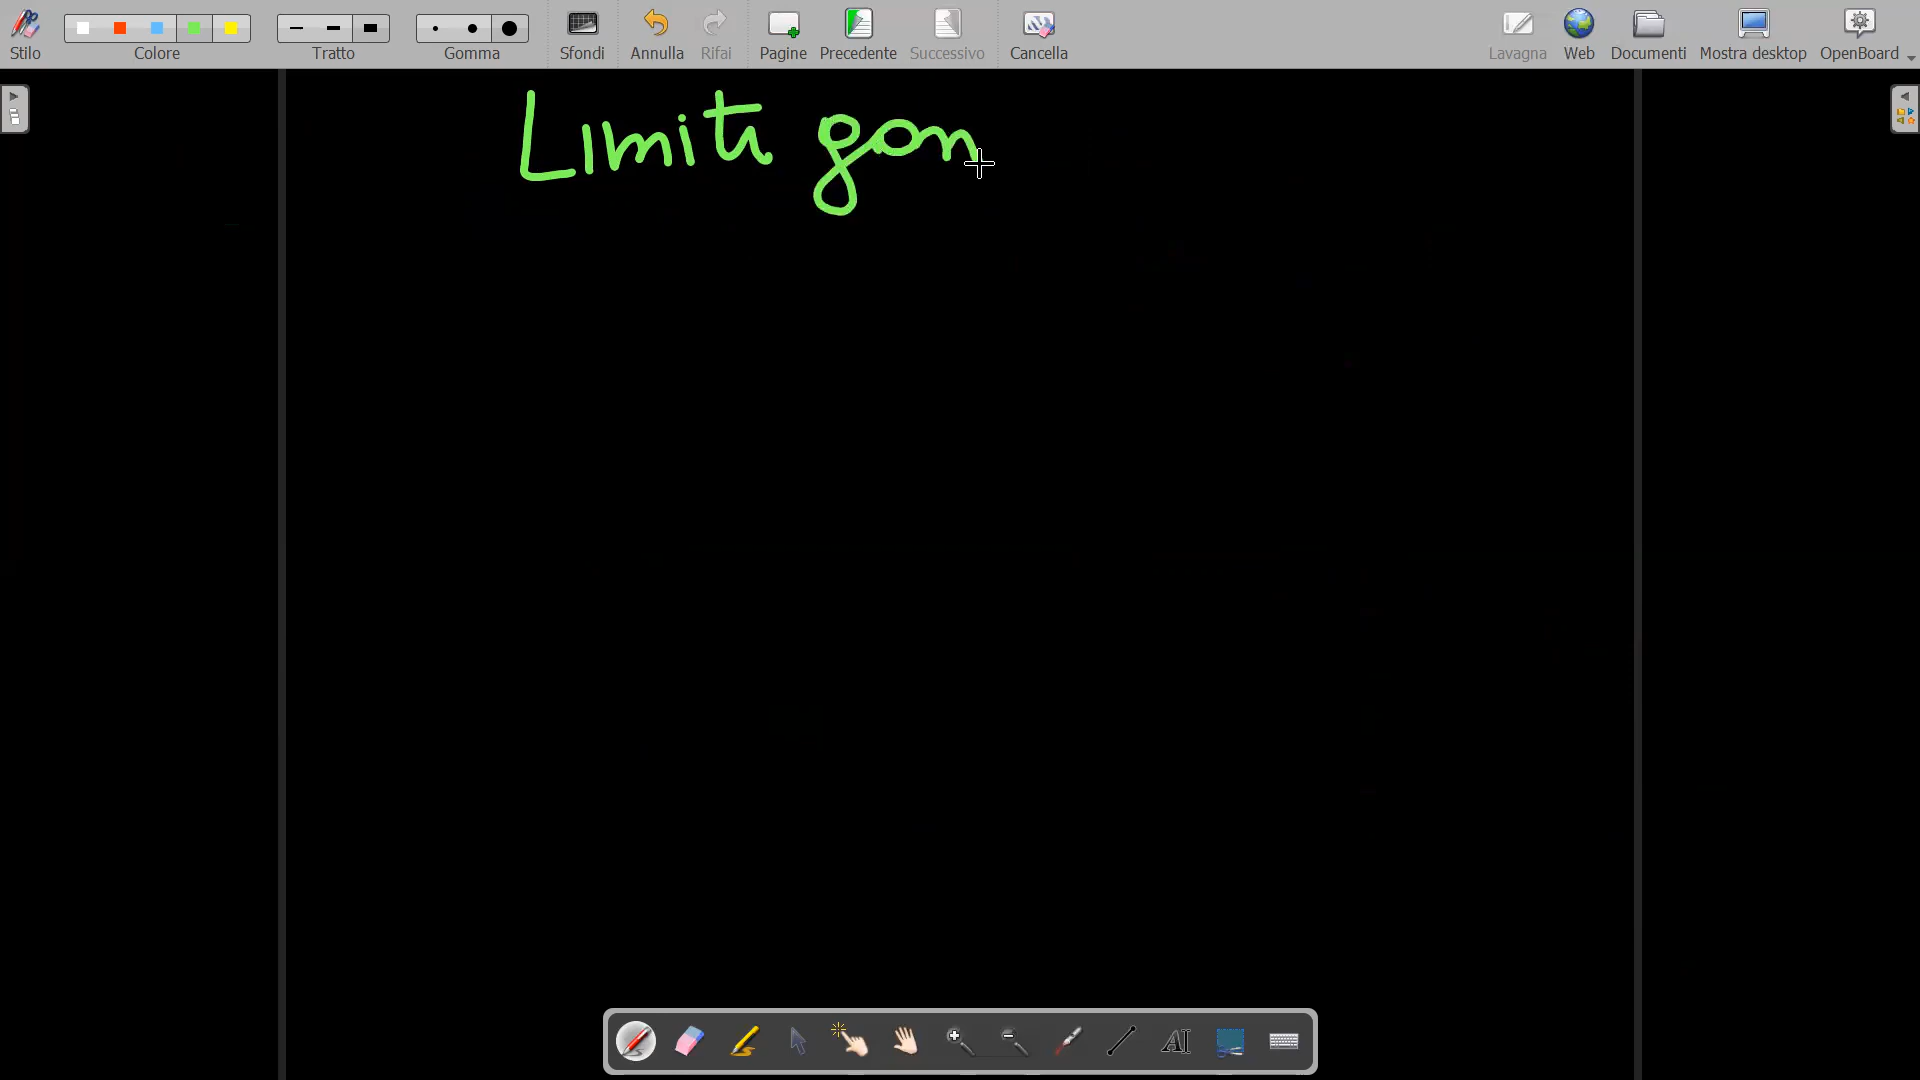 Stilo Colore Tratto Gomma Sfondi Annulla Rifai Pagine Precedente Successivo Cancella Lavagna Web Documenti Mostra desktop OpenBoard
Limiti gon
AI